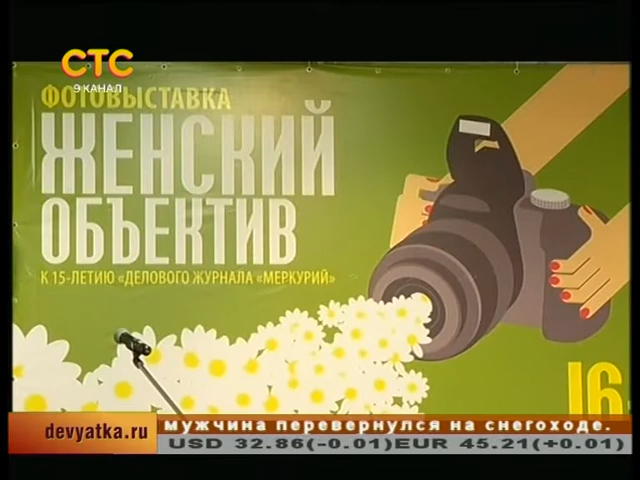 СТС
9 КАНАЛ
ФОТОВЫСТАВКА
ЖЕНСКИЙ
ОБЪЕКТИВ
К 15-ЛЕТИЮ «ДЕЛОВОГО ЖУРНАЛА «МЕРКУРИЙ»
16
devyatka.ru
мужчина перевернулся на снегоходе.
USD 32.86(-0.01)EUR 45.21(+0.01)